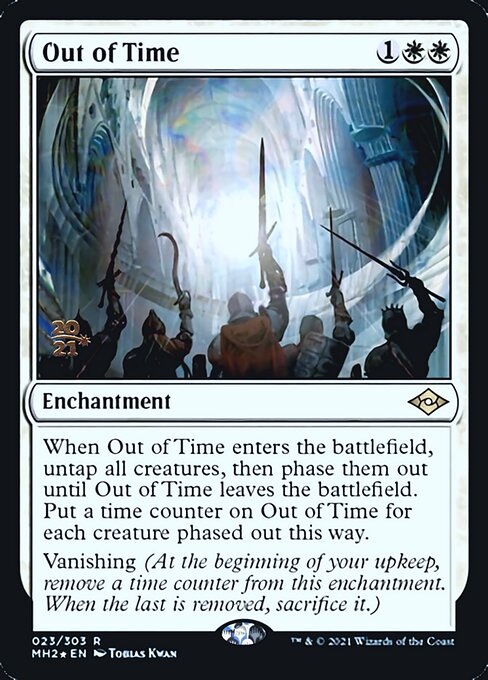 Out of Time 1
20
21
Enchantment
When Out of Time enters the battlefield,
untap all creatures, then phase them out
until Out of Time leaves the battlefield.
Put a time counter on Out of Time for
each creature phased out this way.
Vanishing (At the beginning of your upkeep,
remove a time counter from this enchantment.
When the last is removed, sacrifice it.)
023/303 R
MH2★EN Tobias Kwan
™ & © 2021 Wizards of the Coast